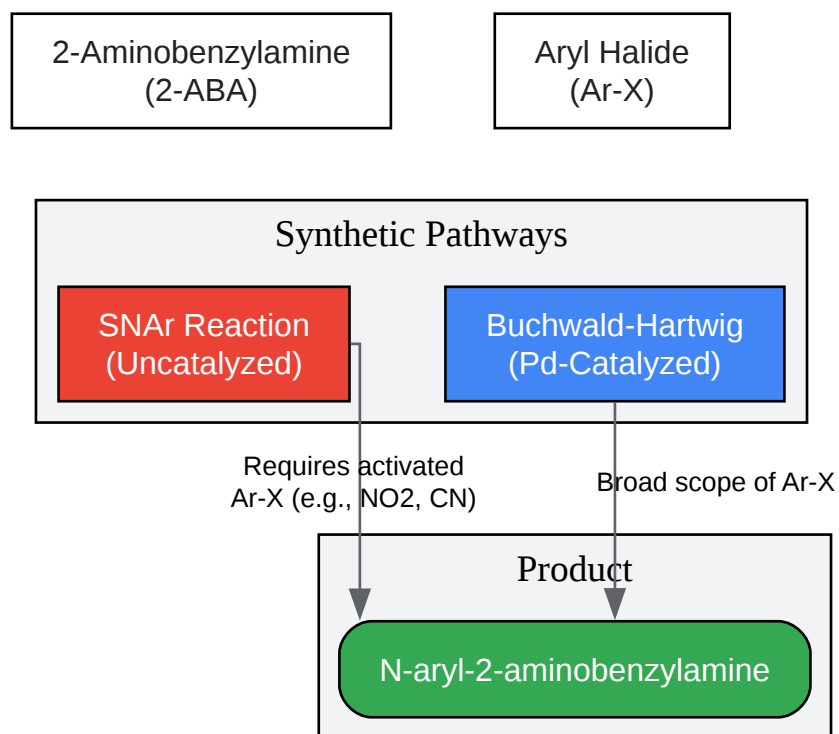 2-Aminobenzylamine
(2-ABA)
Aryl Halide
(Ar-X)
Synthetic Pathways
SNAr Reaction
(Uncatalyzed)
Buchwald-Hartwig
(Pd-Catalyzed)
Requires activated
Ar-X (e.g., NO2, CN)
Broad scope of Ar-X
Product
N-aryl-2-aminobenzylamine